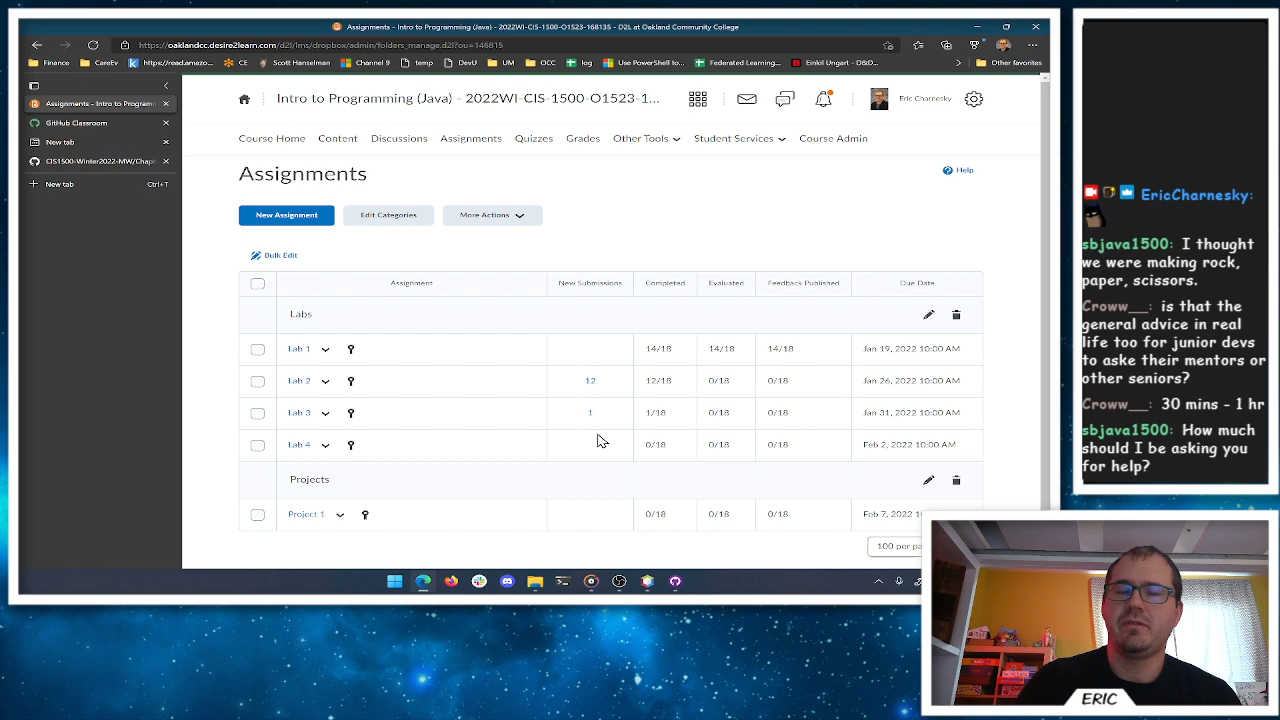 Assignments - Intro to Programming (Java) - 2022WI-CIS-1500-O1523-16813S - D2L at Oakland Community College
https://oaklandcc.desire2learn.com/d2l/lms/dropbox/admin/folders_manage.d2l?ou=146815
Finance CareEv https://read.amazo... CE Scott Hanselman Channel 9 temp DevU UM OCC log Use PowerShell to... Federated Learning... Einkil Ungart - D&D... Other favorites
Assignments - Intro to Programm
GitHub Classroom
New tab
CIS1500-Winter2022-MW/Chapt
New tab Ctrl+T
Intro to Programming (Java) - 2022WI-CIS-1500-O1523-1... Eric Charnesky
Course Home Content Discussions Assignments Quizzes Grades Other Tools Student Services Course Admin
Assignments
Help
New Assignment Edit Categories More Actions
Bulk Edit
Assignment New Submissions Completed Evaluated Feedback Published Due Date
Labs
Lab 1 14/18 14/18 14/18 Jan 19, 2022 10:00 AM
Lab 2 12 12/18 0/18 0/18 Jan 26, 2022 10:00 AM
Lab 3 1 1/18 0/18 0/18 Jan 31, 2022 10:00 AM
Lab 4 0/18 0/18 0/18 Feb 2, 2022 10:00 AM
Projects
Project 1 0/18 0/18 0/18 Feb 7, 2022 1
100 per pa
EricCharnesky:
sbjava1500: I thought
we were making rock,
paper, scissors.
Croww__: is that the
general advice in real
life too for junior devs
to aske their mentors or
other seniors?
Croww__: 30 mins - 1 hr
sbjava1500: How much
should I be asking you
for help?
ERIC